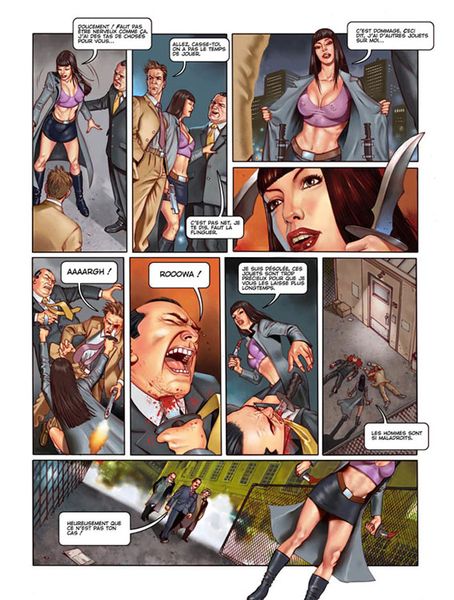 DOUCEMENT ! FAUT PAS
ÊTRE NERVEUX COMME ÇA,
J'AI DES TAS DE CHOSES
POUR VOUS...
ALLEZ, CASSE-TOI,
ON A PAS LE TEMPS
DE JOUER.
C'EST PAS NET, JE
TE DIS. FAUT LA
FLINGUER.
C'EST DOMMAGE, CECI
DIT, J'AI D'AUTRES JOUETS
SUR MOI...
AAAARGH !
ROOOWA !
JE SUIS DÉSOLÉE, CES
JOUETS SONT TROP
PRÉCIEUX POUR QUE JE
VOUS LES LAISSE PLUS
LONGTEMPS.
LES HOMMES SONT
SI MALADROITS.
HEUREUSEMENT QUE
CE N'EST PAS TON
CAS !